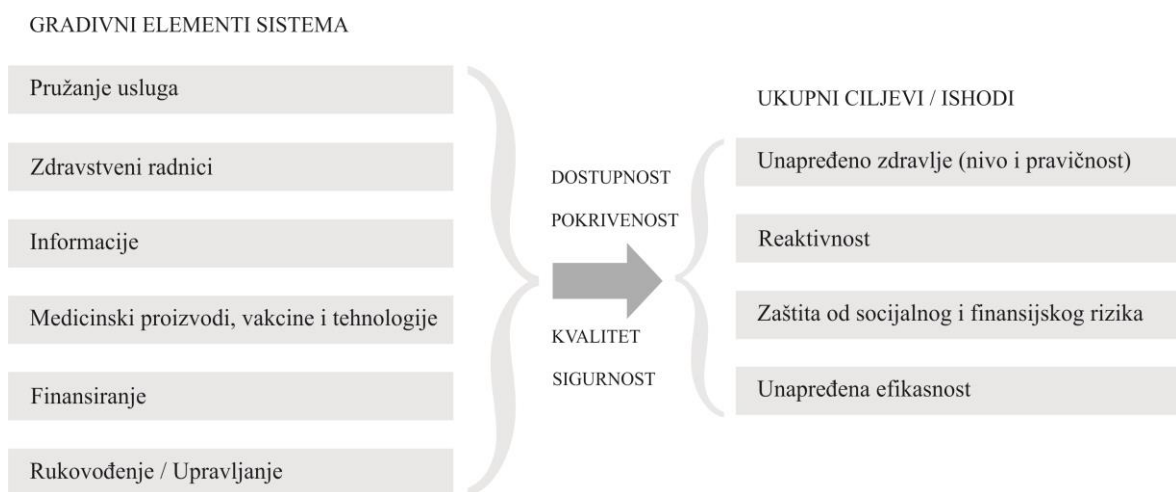 GRADIVNI ELEMENTI SISTEMA
Pružanje usluga
Zdravstveni radnici
Informacije
Medicinski proizvodi, vakcine i tehnologije
Finansiranje
Rukovođenje / Upravljanje
DOSTUPNOST
POKRIVENOST
KVALITET
SIGURNOST
UKUPNI CILJEVI / ISHODI
Unapređeno zdravlje (nivo i pravičnost)
Reaktivnost
Zaštita od socijalnog i finansijskog rizika
Unapređena efikasnost